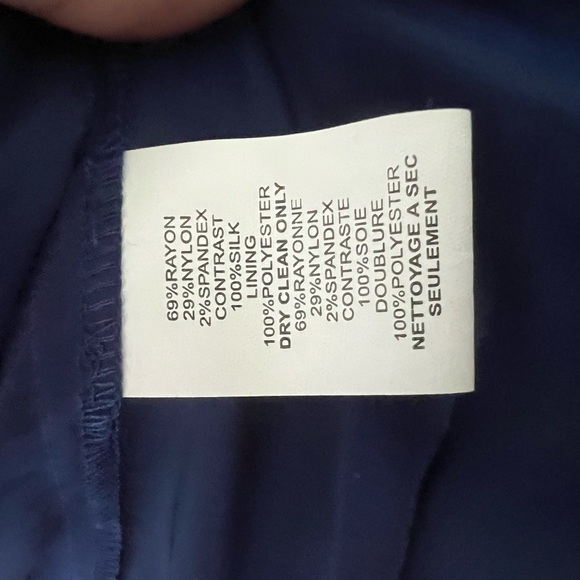 69%RAYON
29%NYLON
2%SPANDEX
CONTRAST
100%SILK
LINING
100%POLYESTER
DRY CLEAN ONLY
69%RAYONNE
29%NYLON
2%SPANDEX
CONTRASTE
100%SOIE
DOUBLURE
100%POLYESTER
NETTOYAGE A SEC
SEULEMENT